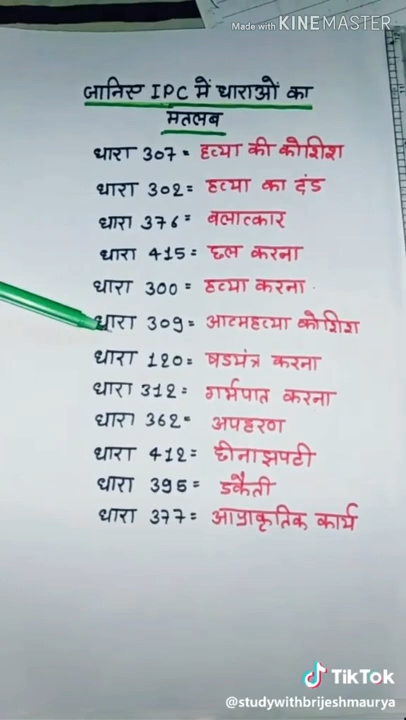 Made with KINEMASTER
जानिए IPC में धाराओं का
मतलब
धारा 307 = हत्या की कोशिश
धारा 302 = हत्या का दंड
धारा 376 = बलात्कार
धारा 415 = छल करना
धारा 300 = हत्या करना
धारा 309 = आत्महत्या कोशिश
धारा 120 = षडयंत्र करना
धारा 312 = गर्भपात करना
धारा 362 = अपहरण
धारा 412 = छीनाझपटी
धारा 395 = डकैती
धारा 377 = आप्राकृतिक कार्य
TikTok
@studywithbrijeshmaurya